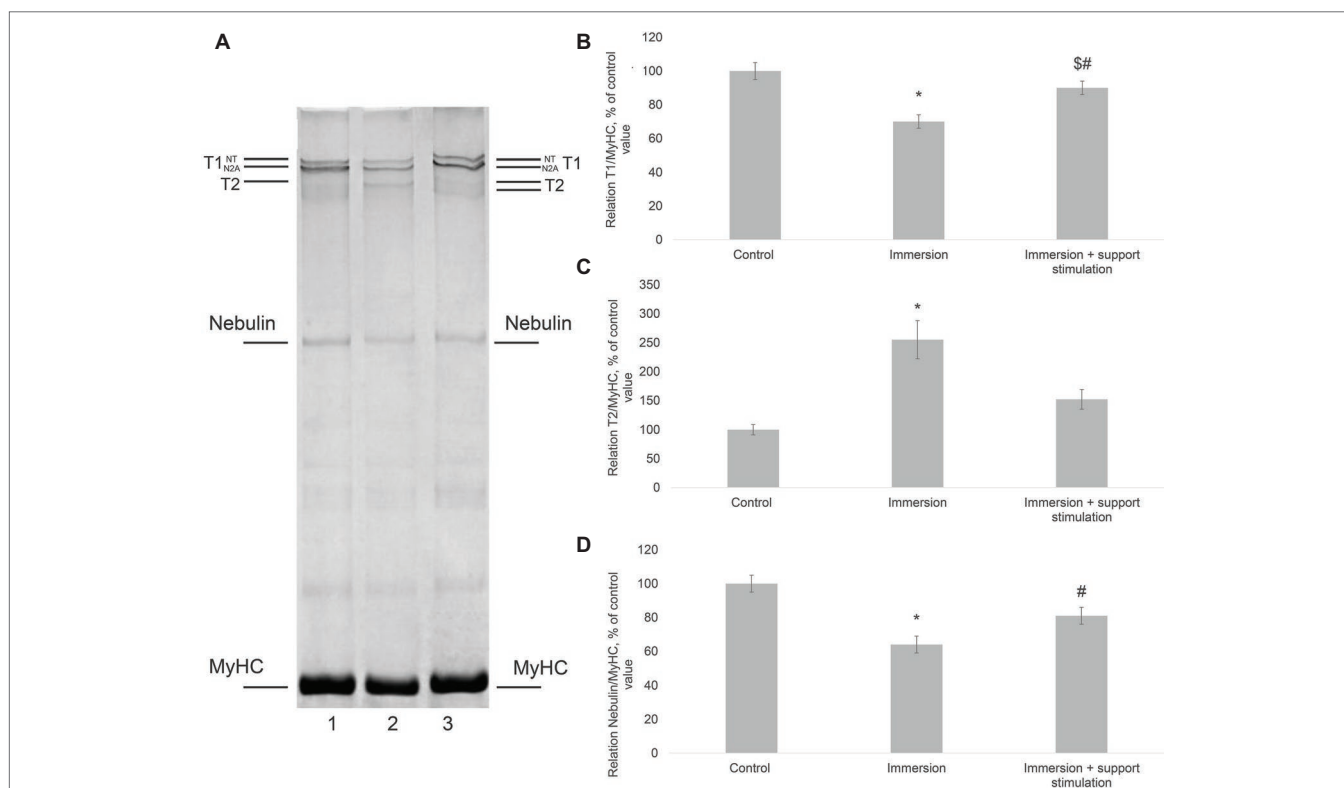 A
T1 NT
N2A
T2
Nebulin
MyHC
NT T1
N2A
T2
Nebulin
MyHC
1 2 3
B
Relation T1/MyHC, % of control
value
120
100
80
60
40
20
0
*
$#
Control Immersion Immersion + support
stimulation
C
Relation T2/MyHC, % of control
value
350
300
250
200
150
100
50
0
*
Control Immersion Immersion + support
stimulation
D
Relation Nebulin/MyHC, % of control
value
120
100
80
60
40
20
0
*
#
Control Immersion Immersion + support
stimulation